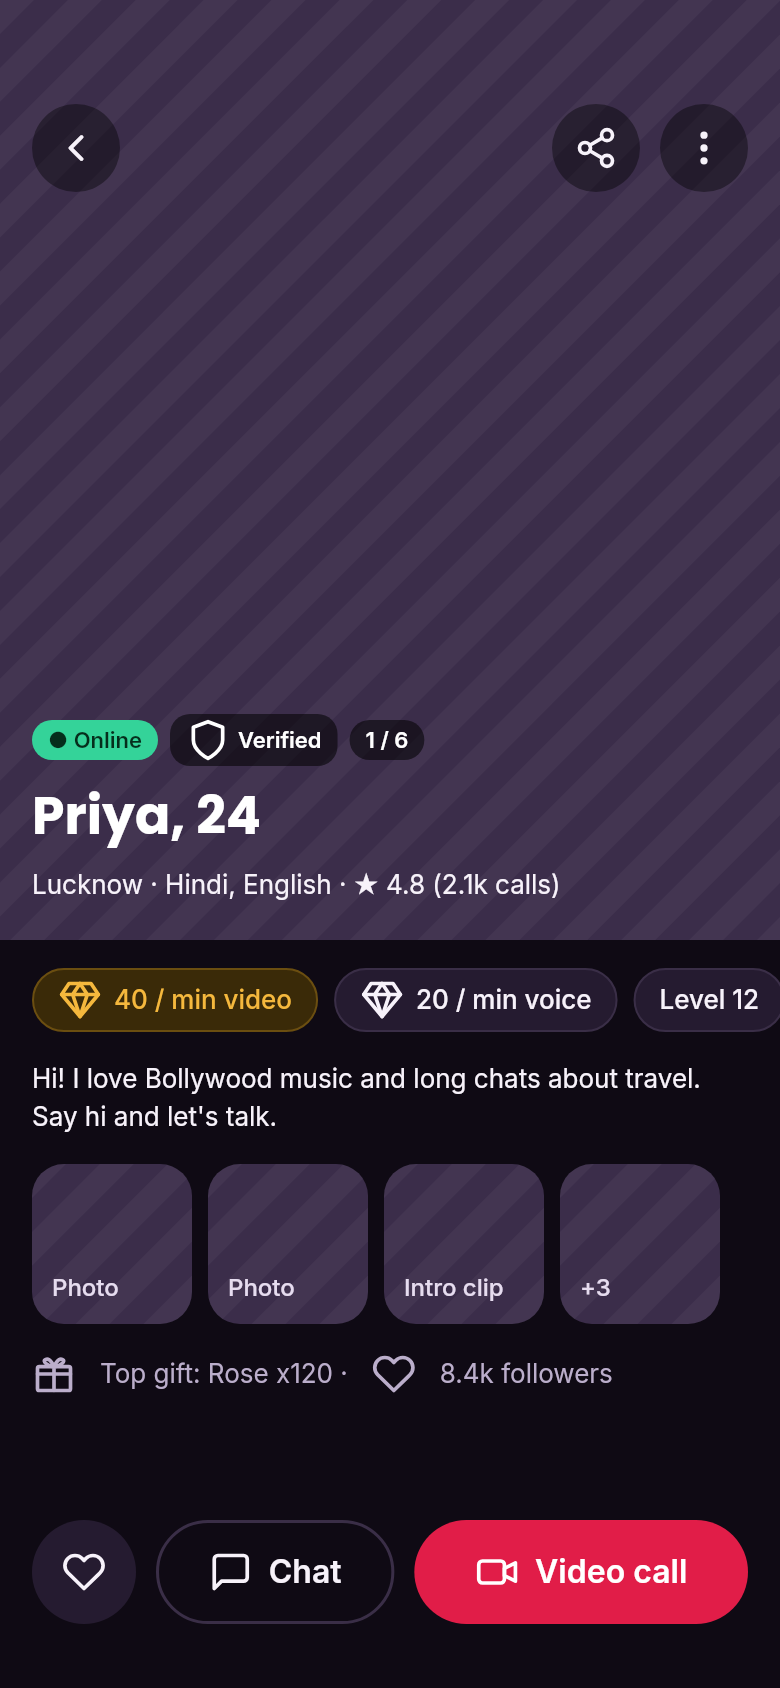 Online
Verified
1 / 6
Priya, 24
Lucknow · Hindi, English · ★ 4.8 (2.1k calls)
40 / min video
20 / min voice
Level 12
Hi! I love Bollywood music and long chats about travel.
Say hi and let's talk.
Photo
Photo
Intro clip
+3
Top gift: Rose x120 ·
8.4k followers
Chat
Video call